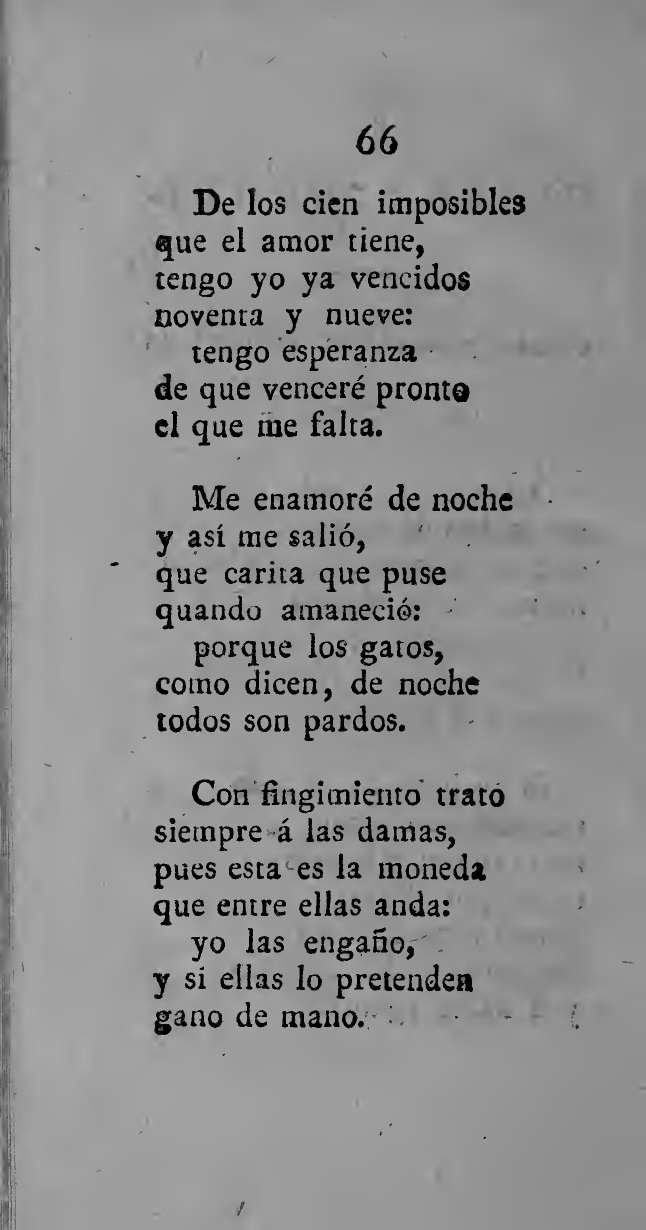 66
De los cien imposibles
que el amor tiene,
tengo yo ya vencidos
noventa y nueve:
tengo esperanza
de que venceré pronto
el que me falta.
Me enamoré de noche
y así me salió,
que carita que puse
quando amaneció:
porque los gatos,
como dicen, de noche
todos son pardos.
Con fingimiento trato
siempre á las damas,
pues esta es la moneda
que entre ellas anda:
yo las engaño,
y si ellas lo pretenden
gano de mano.